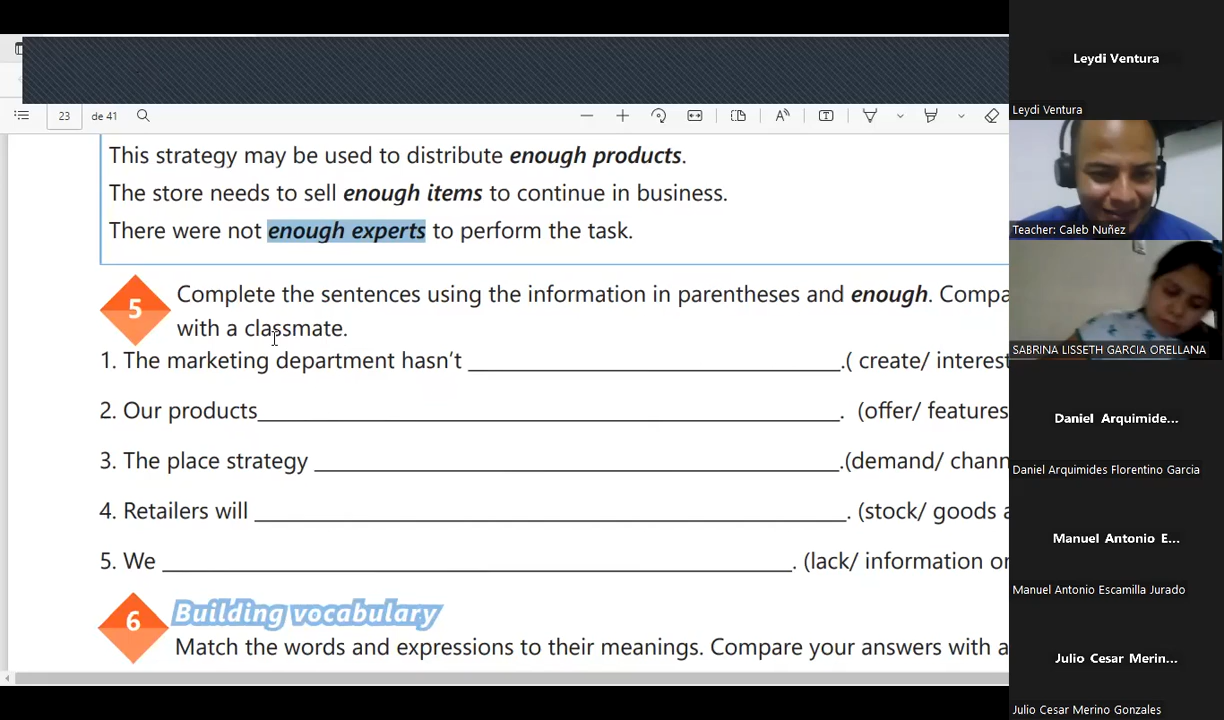 23 de 41
This strategy may be used to distribute enough products.
The store needs to sell enough items to continue in business.
There were not enough experts to perform the task.
5 Complete the sentences using the information in parentheses and enough. Compa
with a classmate.
1. The marketing department hasn't ____________________.( create/ interest
2. Our products____________________. (offer/ features
3. The place strategy ____________________.(demand/ chann
4. Retailers will ____________________. (stock/ goods a
5. We ____________________. (lack/ information or
6 Building vocabulary
Match the words and expressions to their meanings. Compare your answers with a
Leydi Ventura
Leydi Ventura
Teacher: Caleb Nuñez
SABRINA LISSETH GARCIA ORELLANA
Daniel Arquimide...
Daniel Arquimides Florentino Garcia
Manuel Antonio E...
Manuel Antonio Escamilla Jurado
Julio Cesar Merin...
Julio Cesar Merino Gonzales